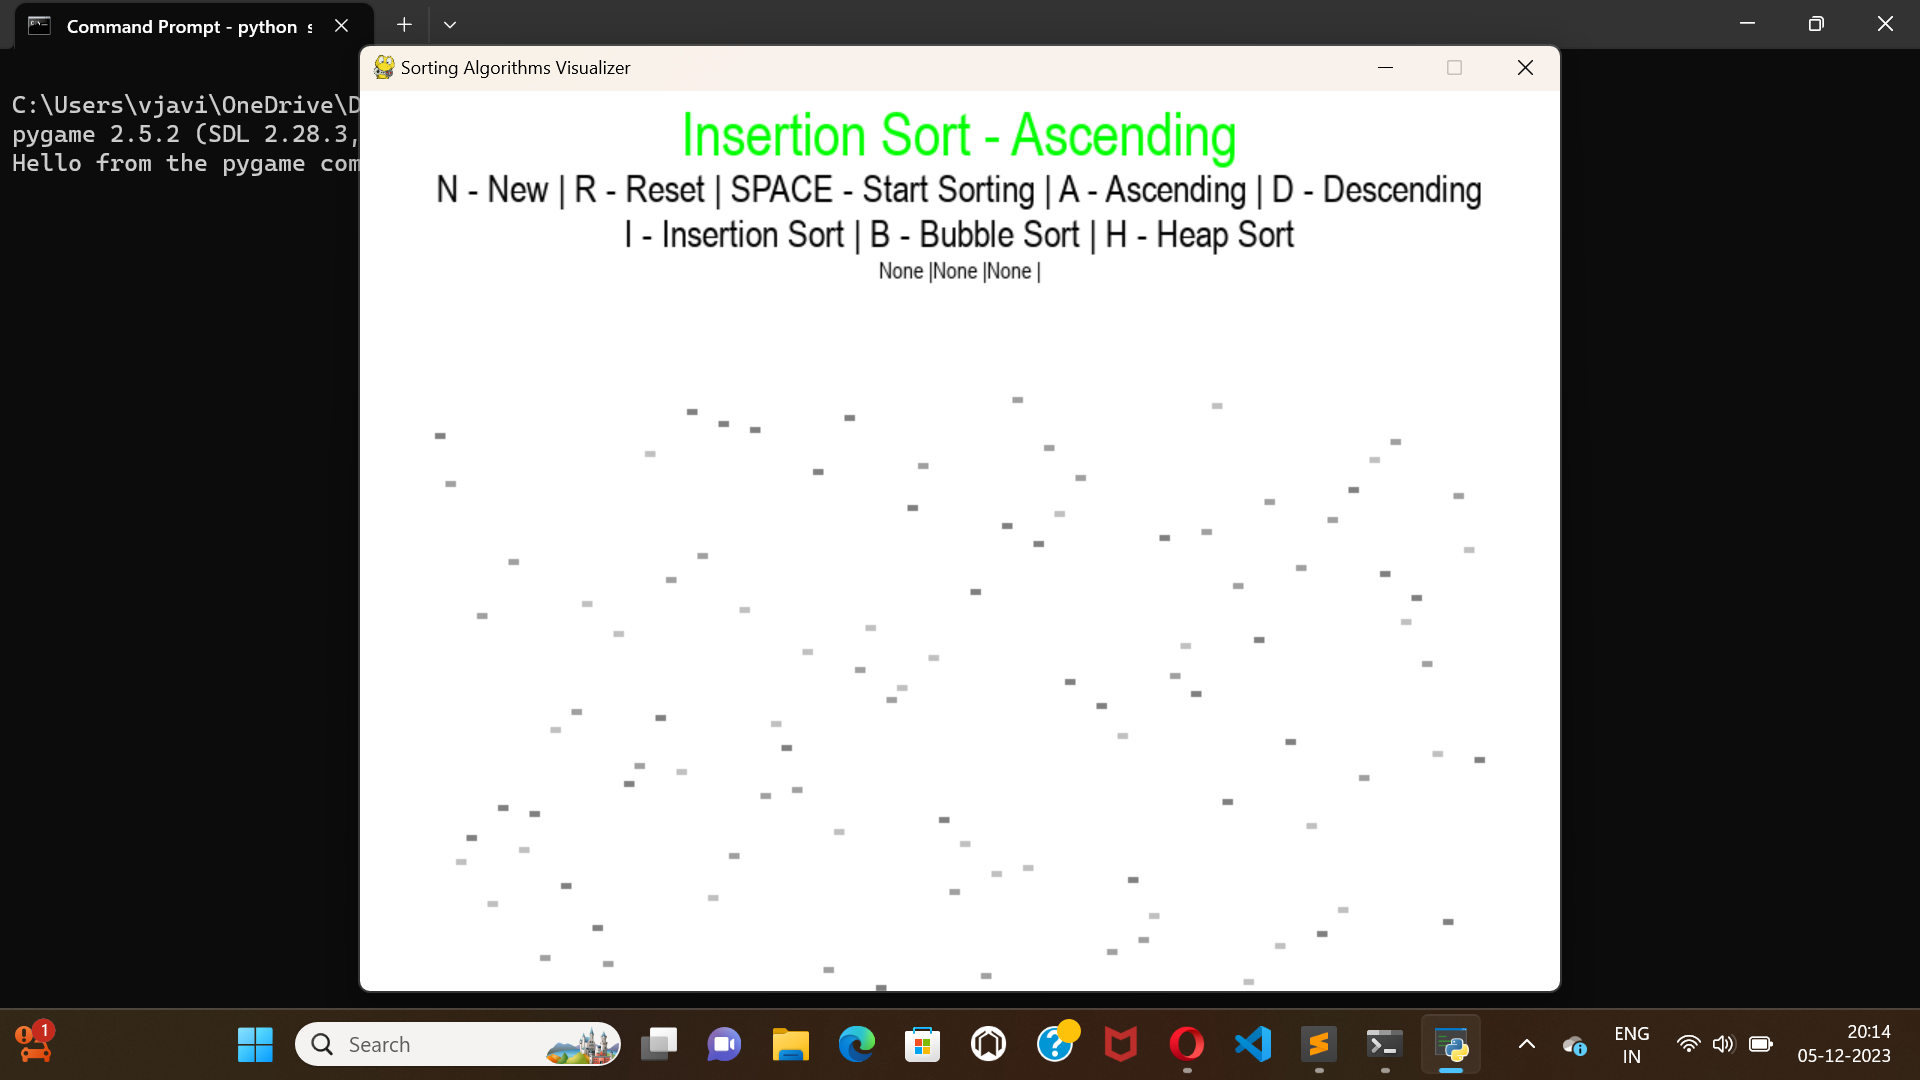 Command Prompt - python s
Sorting Algorithms Visualizer
C:\Users\vjavi\OneDrive\D
pygame 2.5.2 (SDL 2.28.3,
Hello from the pygame com
Insertion Sort - Ascending
N - New | R - Reset | SPACE - Start Sorting | A - Ascending | D - Descending
I - Insertion Sort | B - Bubble Sort | H - Heap Sort
None |None |None |
1
Search
ENG
IN
20:14
05-12-2023